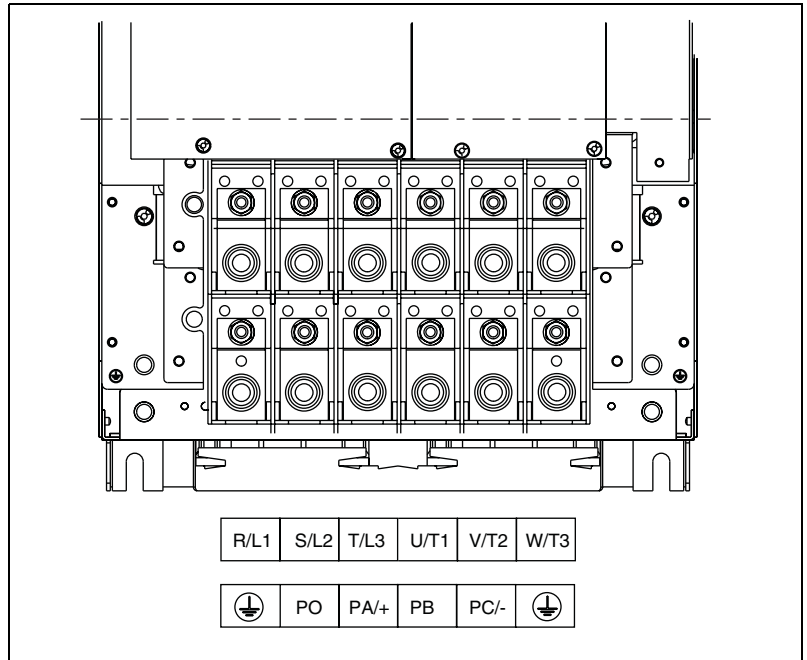 R/L1 S/L2 T/L3 U/T1 V/T2 W/T3
PO PA/+ PB PC/-